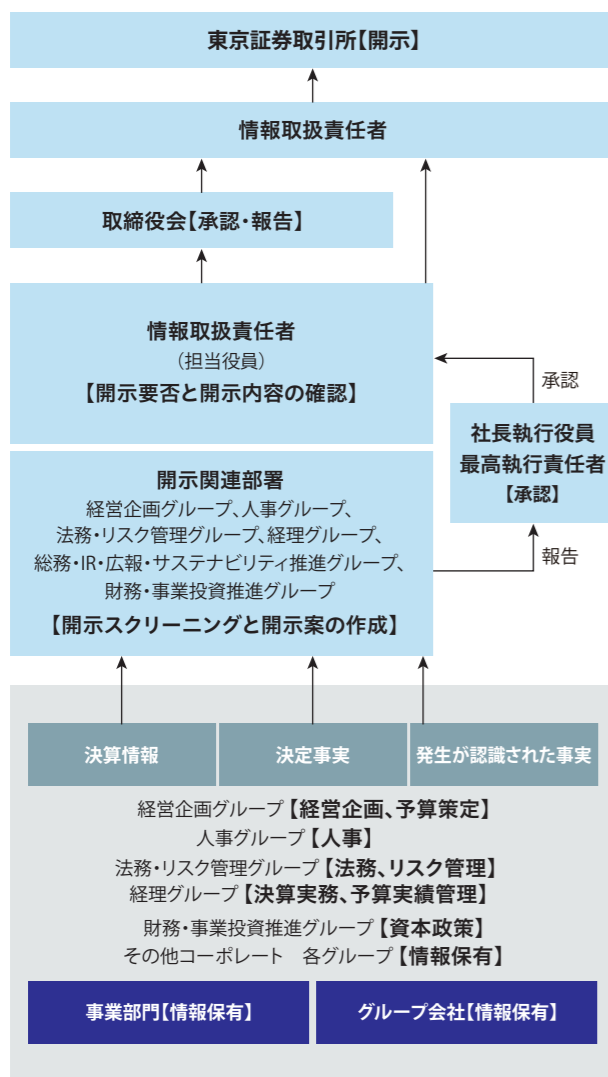 東京証券取引所【開示】
情報取扱責任者
取締役会【承認・報告】
情報取扱責任者
(担当役員)
【開示要否と開示内容の確認】
承認
社長執行役員
最高執行責任者
【承認】
報告
開示関連部署
経営企画グループ、人事グループ、
法務・リスク管理グループ、経理グループ、
総務・IR・広報・サステナビリティ推進グループ、
財務・事業投資推進グループ
【開示スクリーニングと開示案の作成】
決算情報
決定事実
発生が認識された事実
経営企画グループ【経営企画、予算策定】
人事グループ【人事】
法務・リスク管理グループ【法務、リスク管理】
経理グループ【決算実務、予算実績管理】
財務・事業投資推進グループ【資本政策】
その他コーポレート 各グループ【情報保有】
事業部門【情報保有】
グループ会社【情報保有】